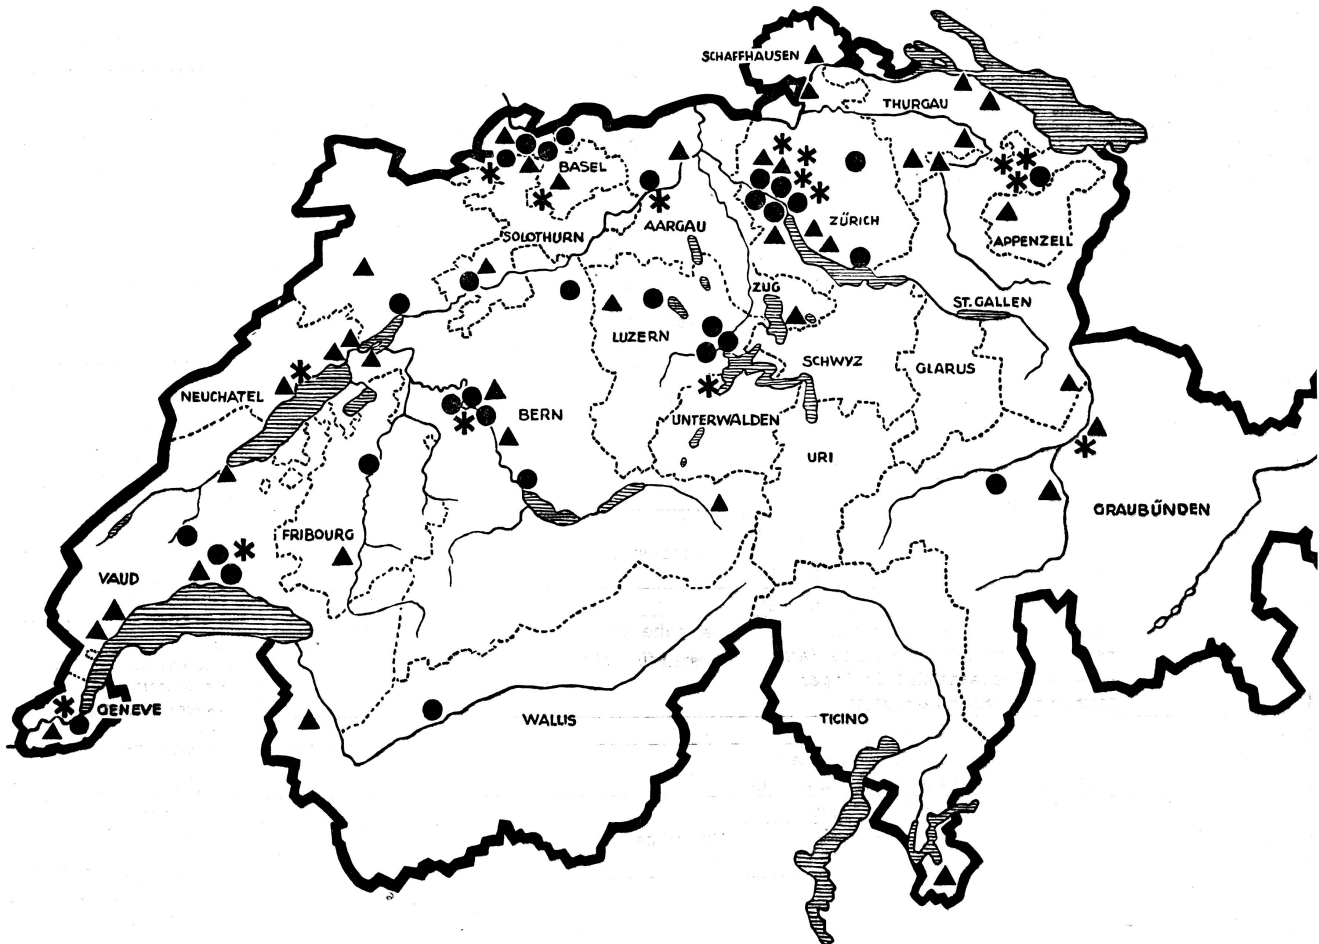 SCHAFFHAUSEN
THURGAU
BASEL
ZÜRICH
AARGAU
SOLOTHURN
APPENZELL
ZUG
ST. GALLEN
LUZERN
SCHWYZ
GLARUS
NEUCHATEL
BERN
UNTERWALDEN
URI
GRAUBÜNDEN
FRIBOURG
VAUD
GENEVE
WALLIS
TICINO